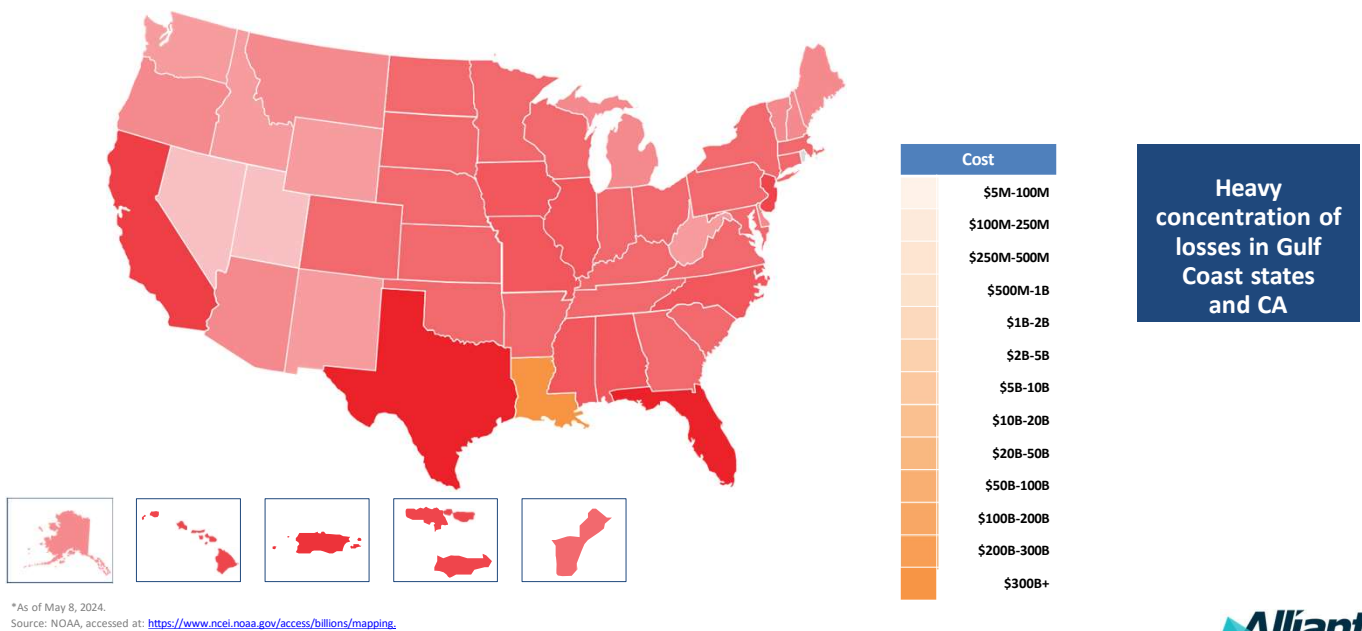 Cost
$5M-100M
$100M-250M
$250M-500M
$500M-1B
$1B-2B
$2B-5B
$5B-10B
$10B-20B
$20B-50B
$50B-100B
$100B-200B
$200B-300B
$300B+
Heavy
concentration of
losses in Gulf
Coast states
and CA
*As of May 8, 2024.
Source: NOAA, accessed at: https://www.ncei.noaa.gov/access/billions/mapping.
Alliant